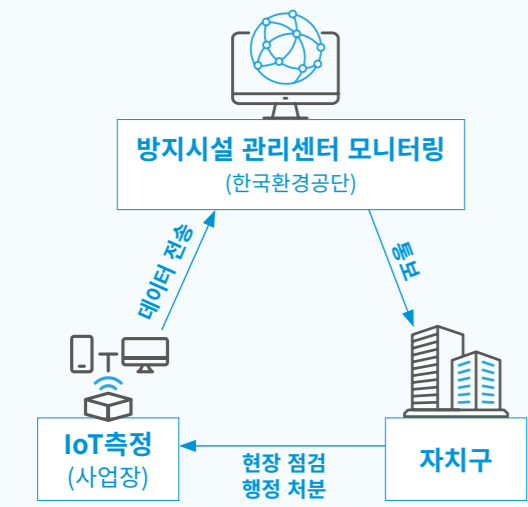 방지시설 관리센터 모니터링
(한국환경공단)
데이터 전송
통보
IoT측정
(사업장)
현장 점검
행정 처분
자치구